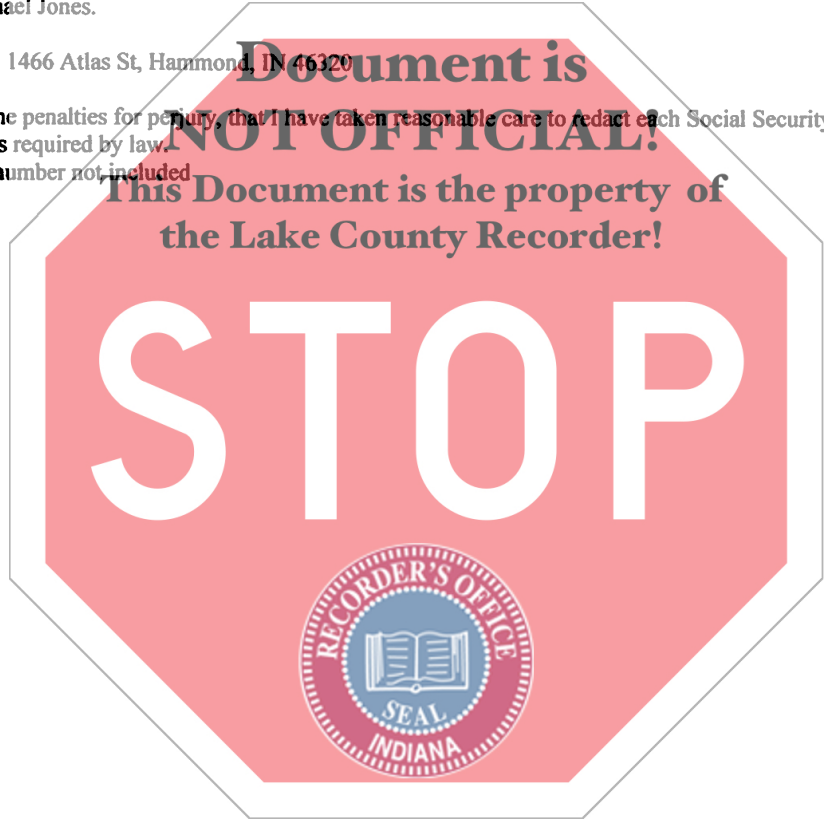 ael Jones.
1466 Atlas St, Hammond, IN 46320
Document is
e penalties for perjury, that I have taken reasonable care to redact each Social Security
NOT OFFICIAL!
s required by law.
umber not included
This Document is the property of
the Lake County Recorder!
STOP
RECORDER'S OFFICE
SEAL
INDIANA